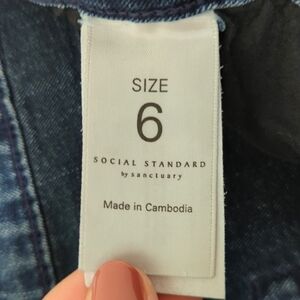 SIZE
6
SOCIAL STANDARD
by sanctuary
Made in Cambodia